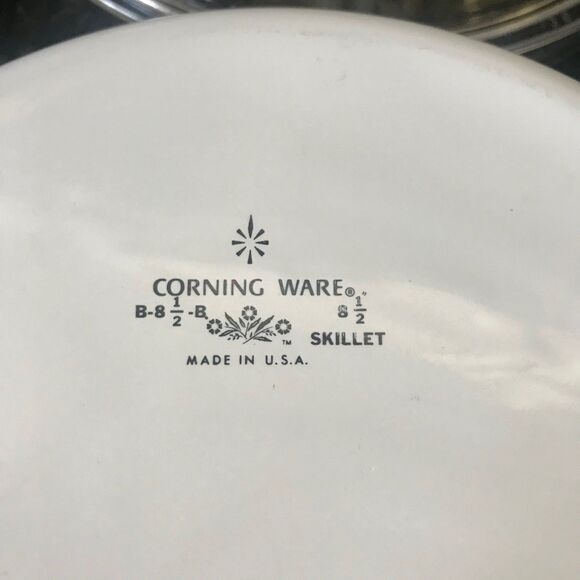 CORNING WARE®
B-8 1/2 -B 8 1/2"
™ SKILLET
MADE IN U.S.A.